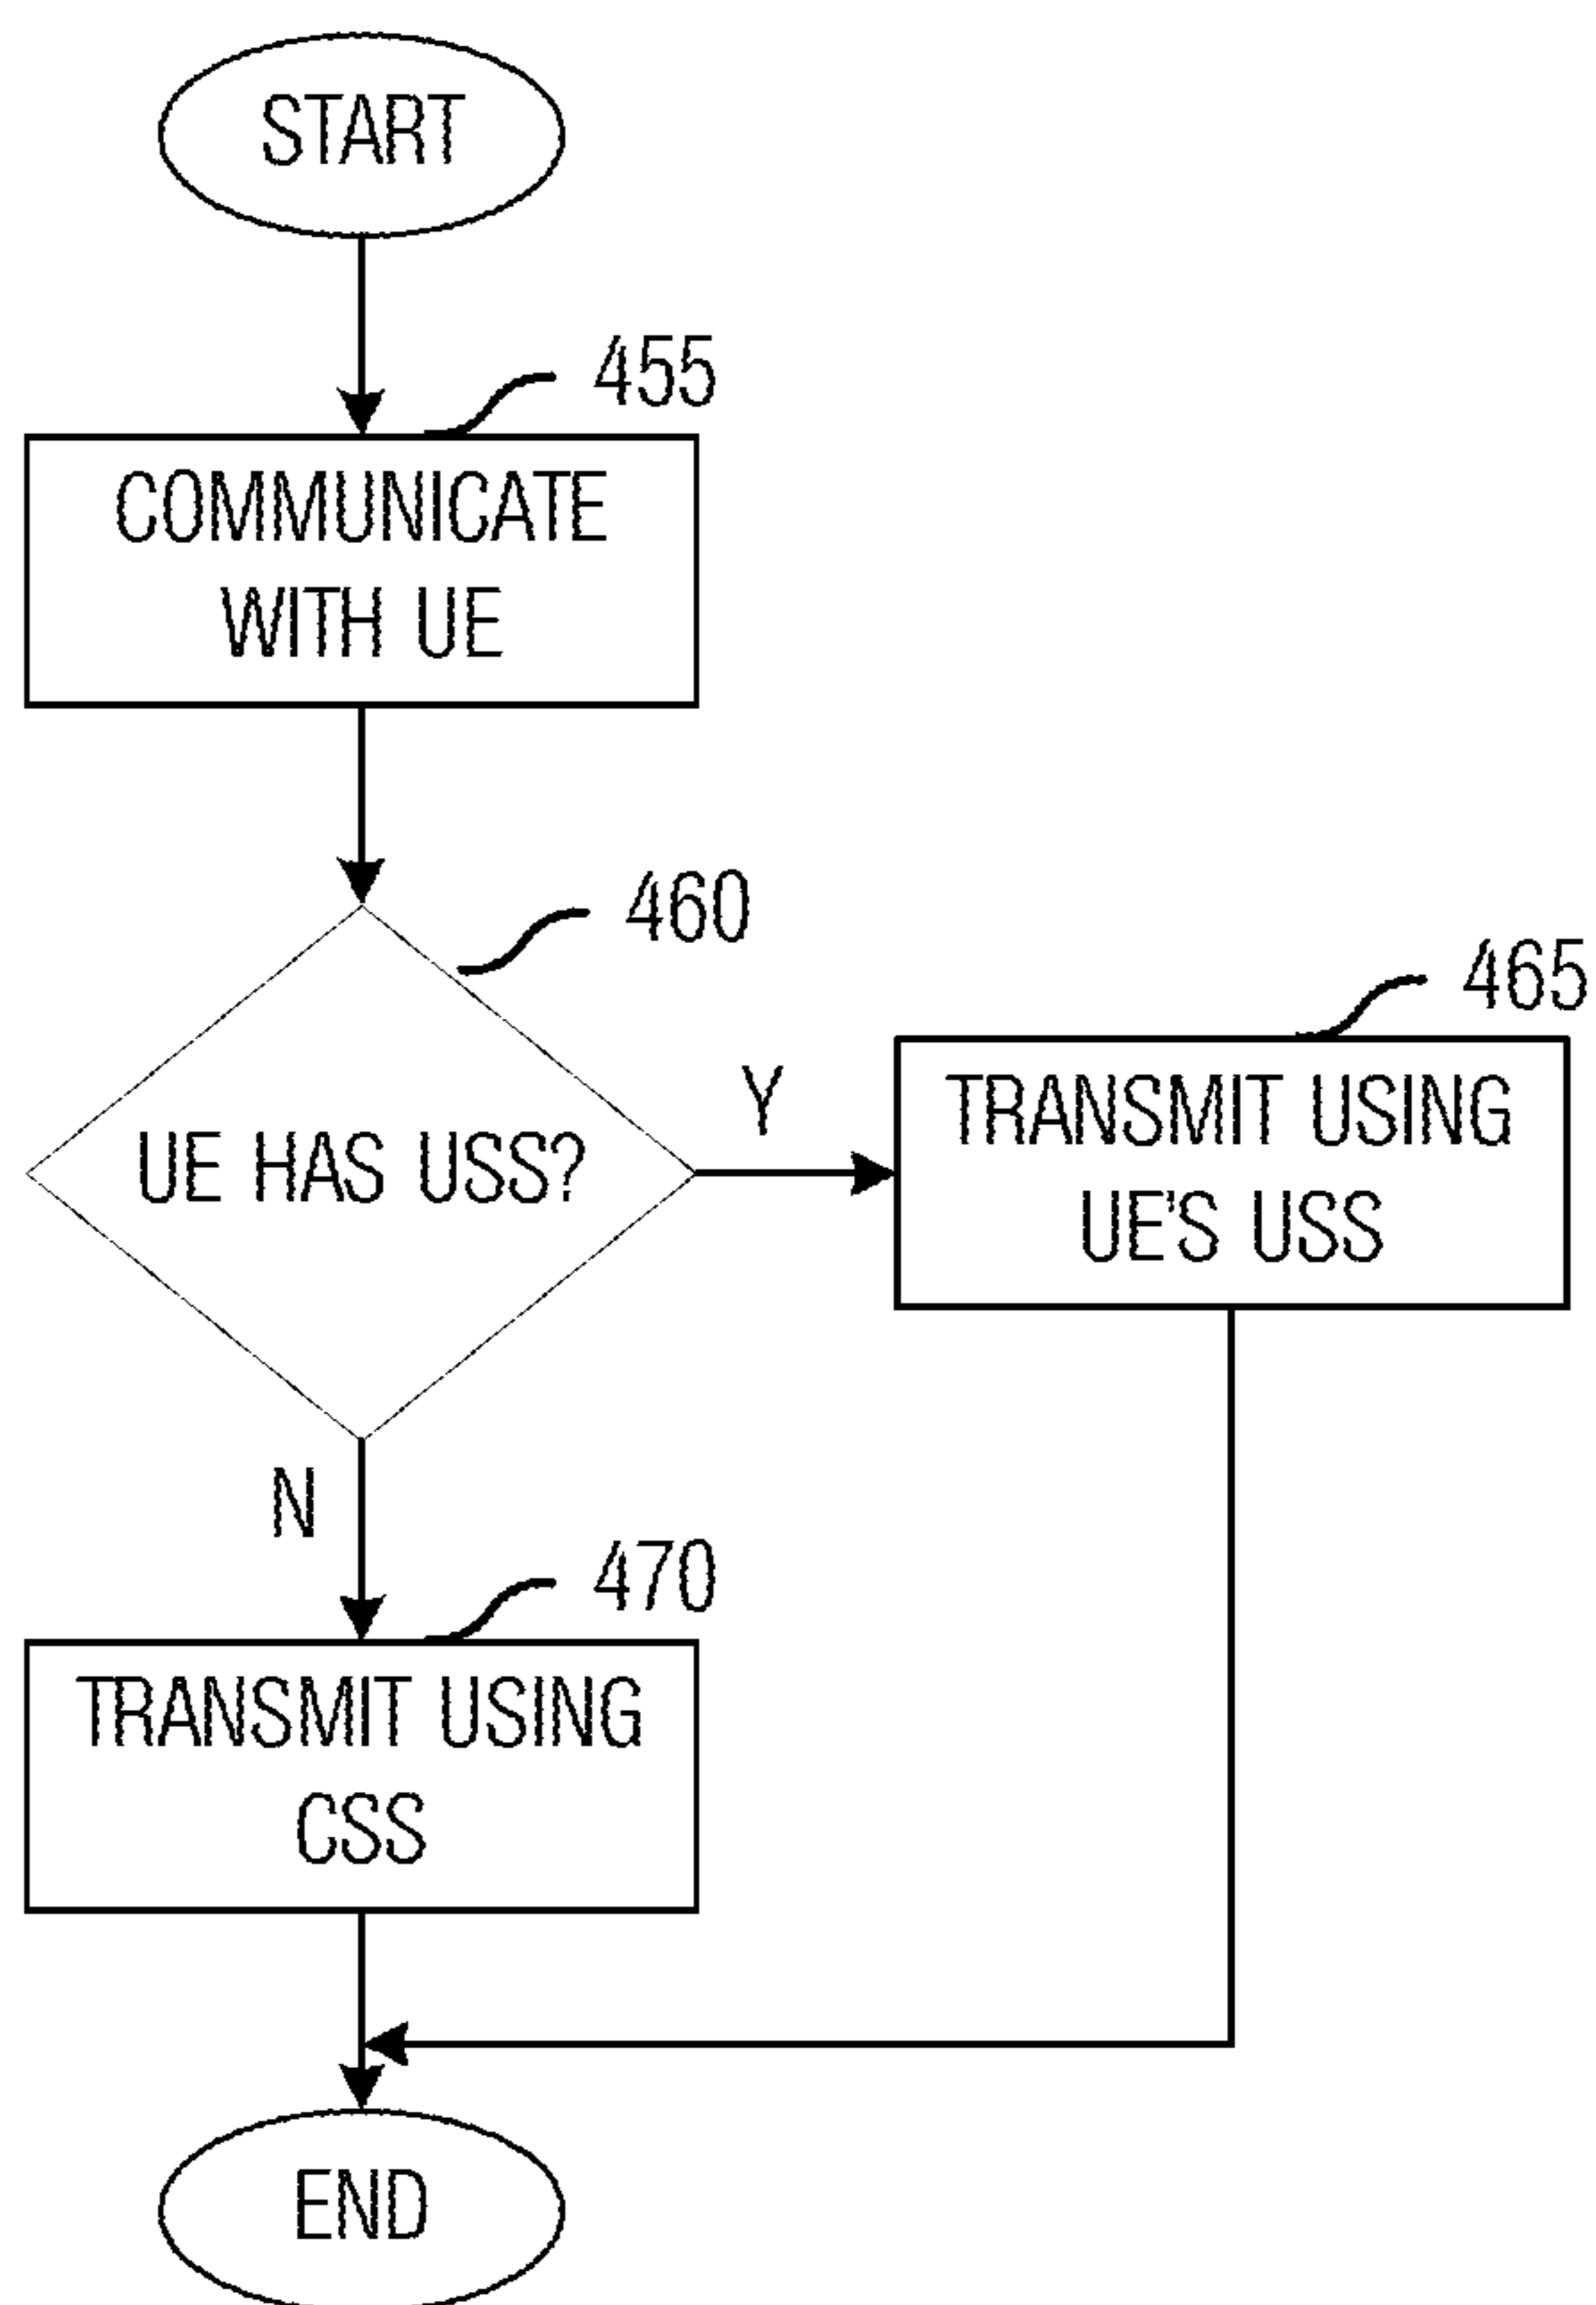 START
455
COMMUNICATE
WITH UE
460
UE HAS USS?
Y
465
TRANSMIT USING
UE'S USS
N
470
TRANSMIT USING
CSS
END